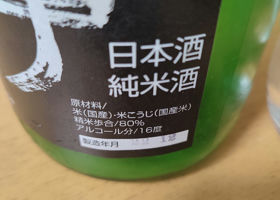 日本酒
純米酒
原材料/
米(国産)・米こうじ(国産米)
精米歩合/80%
アルコール分/16度
製造年月